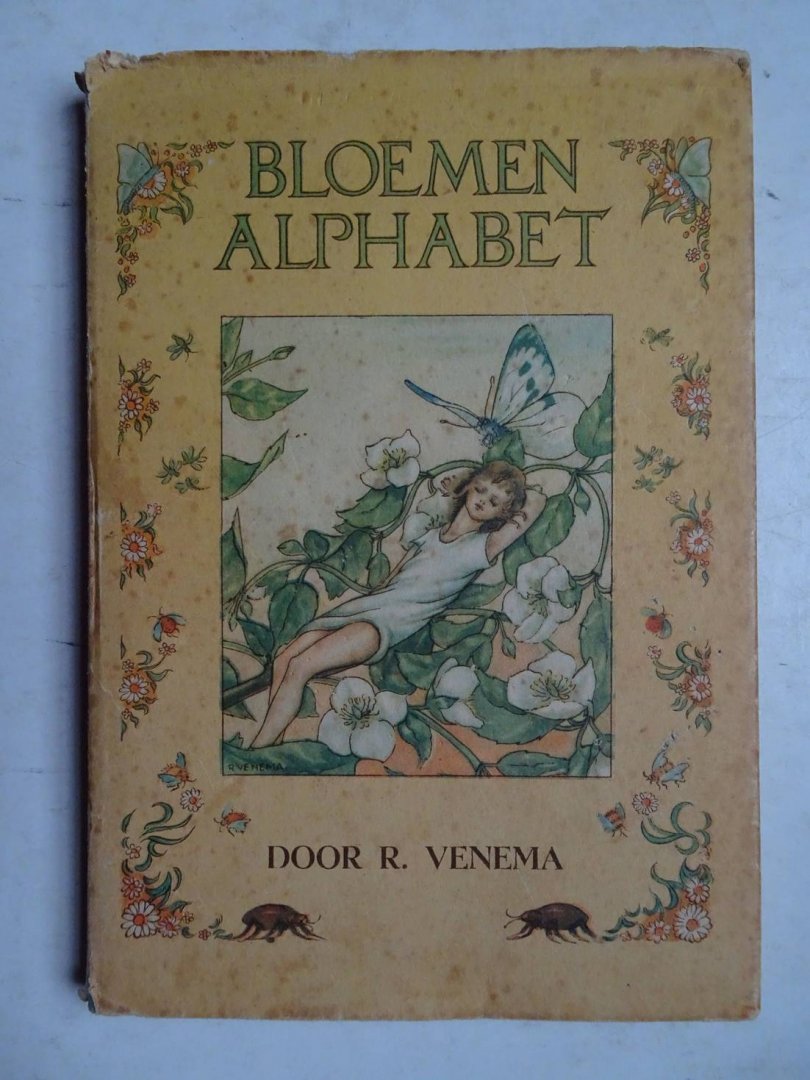 BLOEMEN
ALPHABET
R. VENEMA
DOOR R. VENEMA